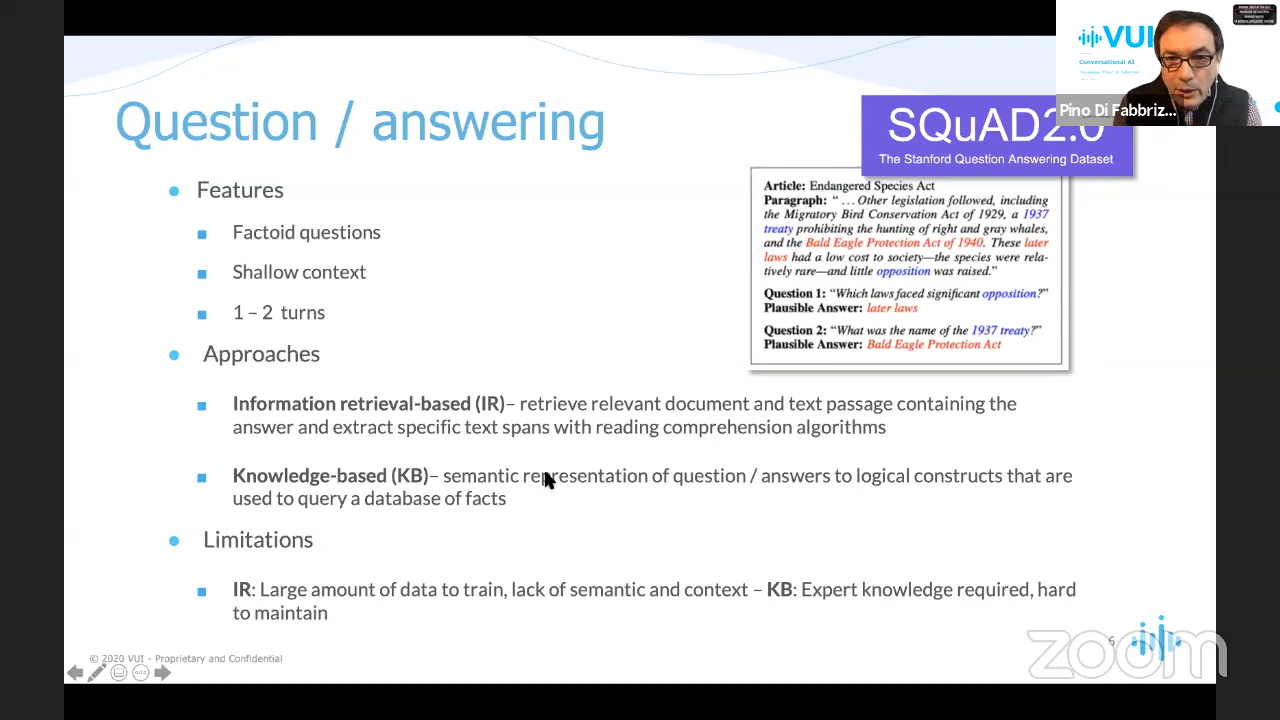 VUI
Conversational AI
Giuseppe "Pino" Di Fabbrizio
Pino Di Fabbriz...
Question / answering
SQuAD2.0
The Stanford Question Answering Dataset
Features
Factoid questions
Shallow context
1 – 2 turns
Article: Endangered Species Act
Paragraph: “ . . . Other legislation followed, including
the Migratory Bird Conservation Act of 1929, a 1937
treaty prohibiting the hunting of right and gray whales,
and the Bald Eagle Protection Act of 1940. These later
laws had a low cost to society—the species were rela-
tively rare—and little opposition was raised.”
Question 1: “Which laws faced significant opposition?”
Plausible Answer: later laws
Question 2: “What was the name of the 1937 treaty?”
Plausible Answer: Bald Eagle Protection Act
Approaches
Information retrieval-based (IR)– retrieve relevant document and text passage containing the
answer and extract specific text spans with reading comprehension algorithms
Knowledge-based (KB)– semantic representation of question / answers to logical constructs that are
used to query a database of facts
Limitations
IR: Large amount of data to train, lack of semantic and context – KB: Expert knowledge required, hard
to maintain
6
zoom
© 2020 VUI - Proprietary and Confidential